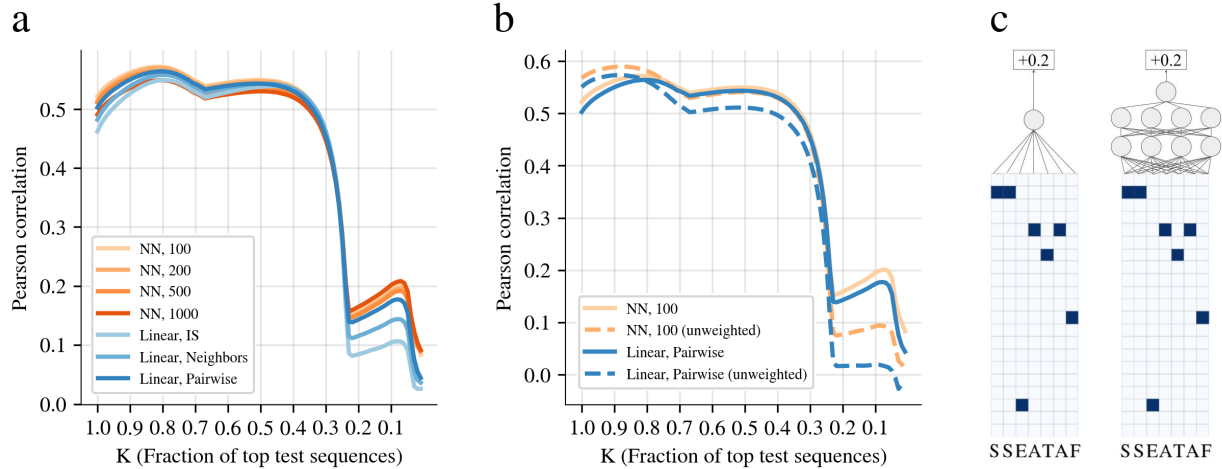 a
Pearson correlation
0.5
0.4
0.3
0.2
0.1
0.0
NN, 100
NN, 200
NN, 500
NN, 1000
Linear, IS
Linear, Neighbors
Linear, Pairwise
1.0 0.9 0.8 0.7 0.6 0.5 0.4 0.3 0.2 0.1
K (Fraction of top test sequences)
b
Pearson correlation
0.6
0.5
0.4
0.3
0.2
0.1
0.0
NN, 100
NN, 100 (unweighted)
Linear, Pairwise
Linear, Pairwise (unweighted)
1.0 0.9 0.8 0.7 0.6 0.5 0.4 0.3 0.2 0.1
K (Fraction of top test sequences)
c
+0.2
+0.2
SSEATAF
SSEATAF